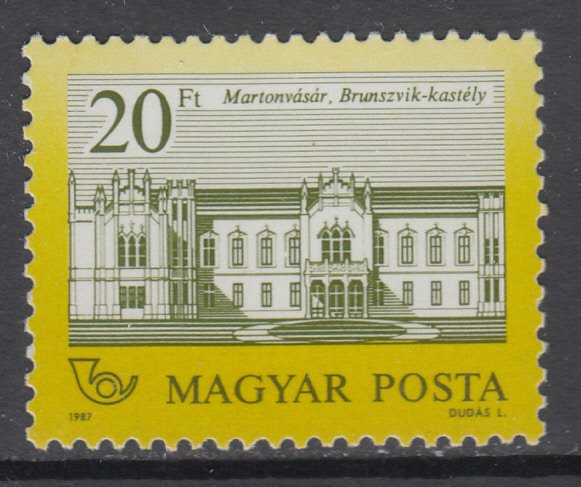 20 Ft Martonvásár, Brunszvik-kastély
MAGYAR POSTA
1987 DUDÁS L.